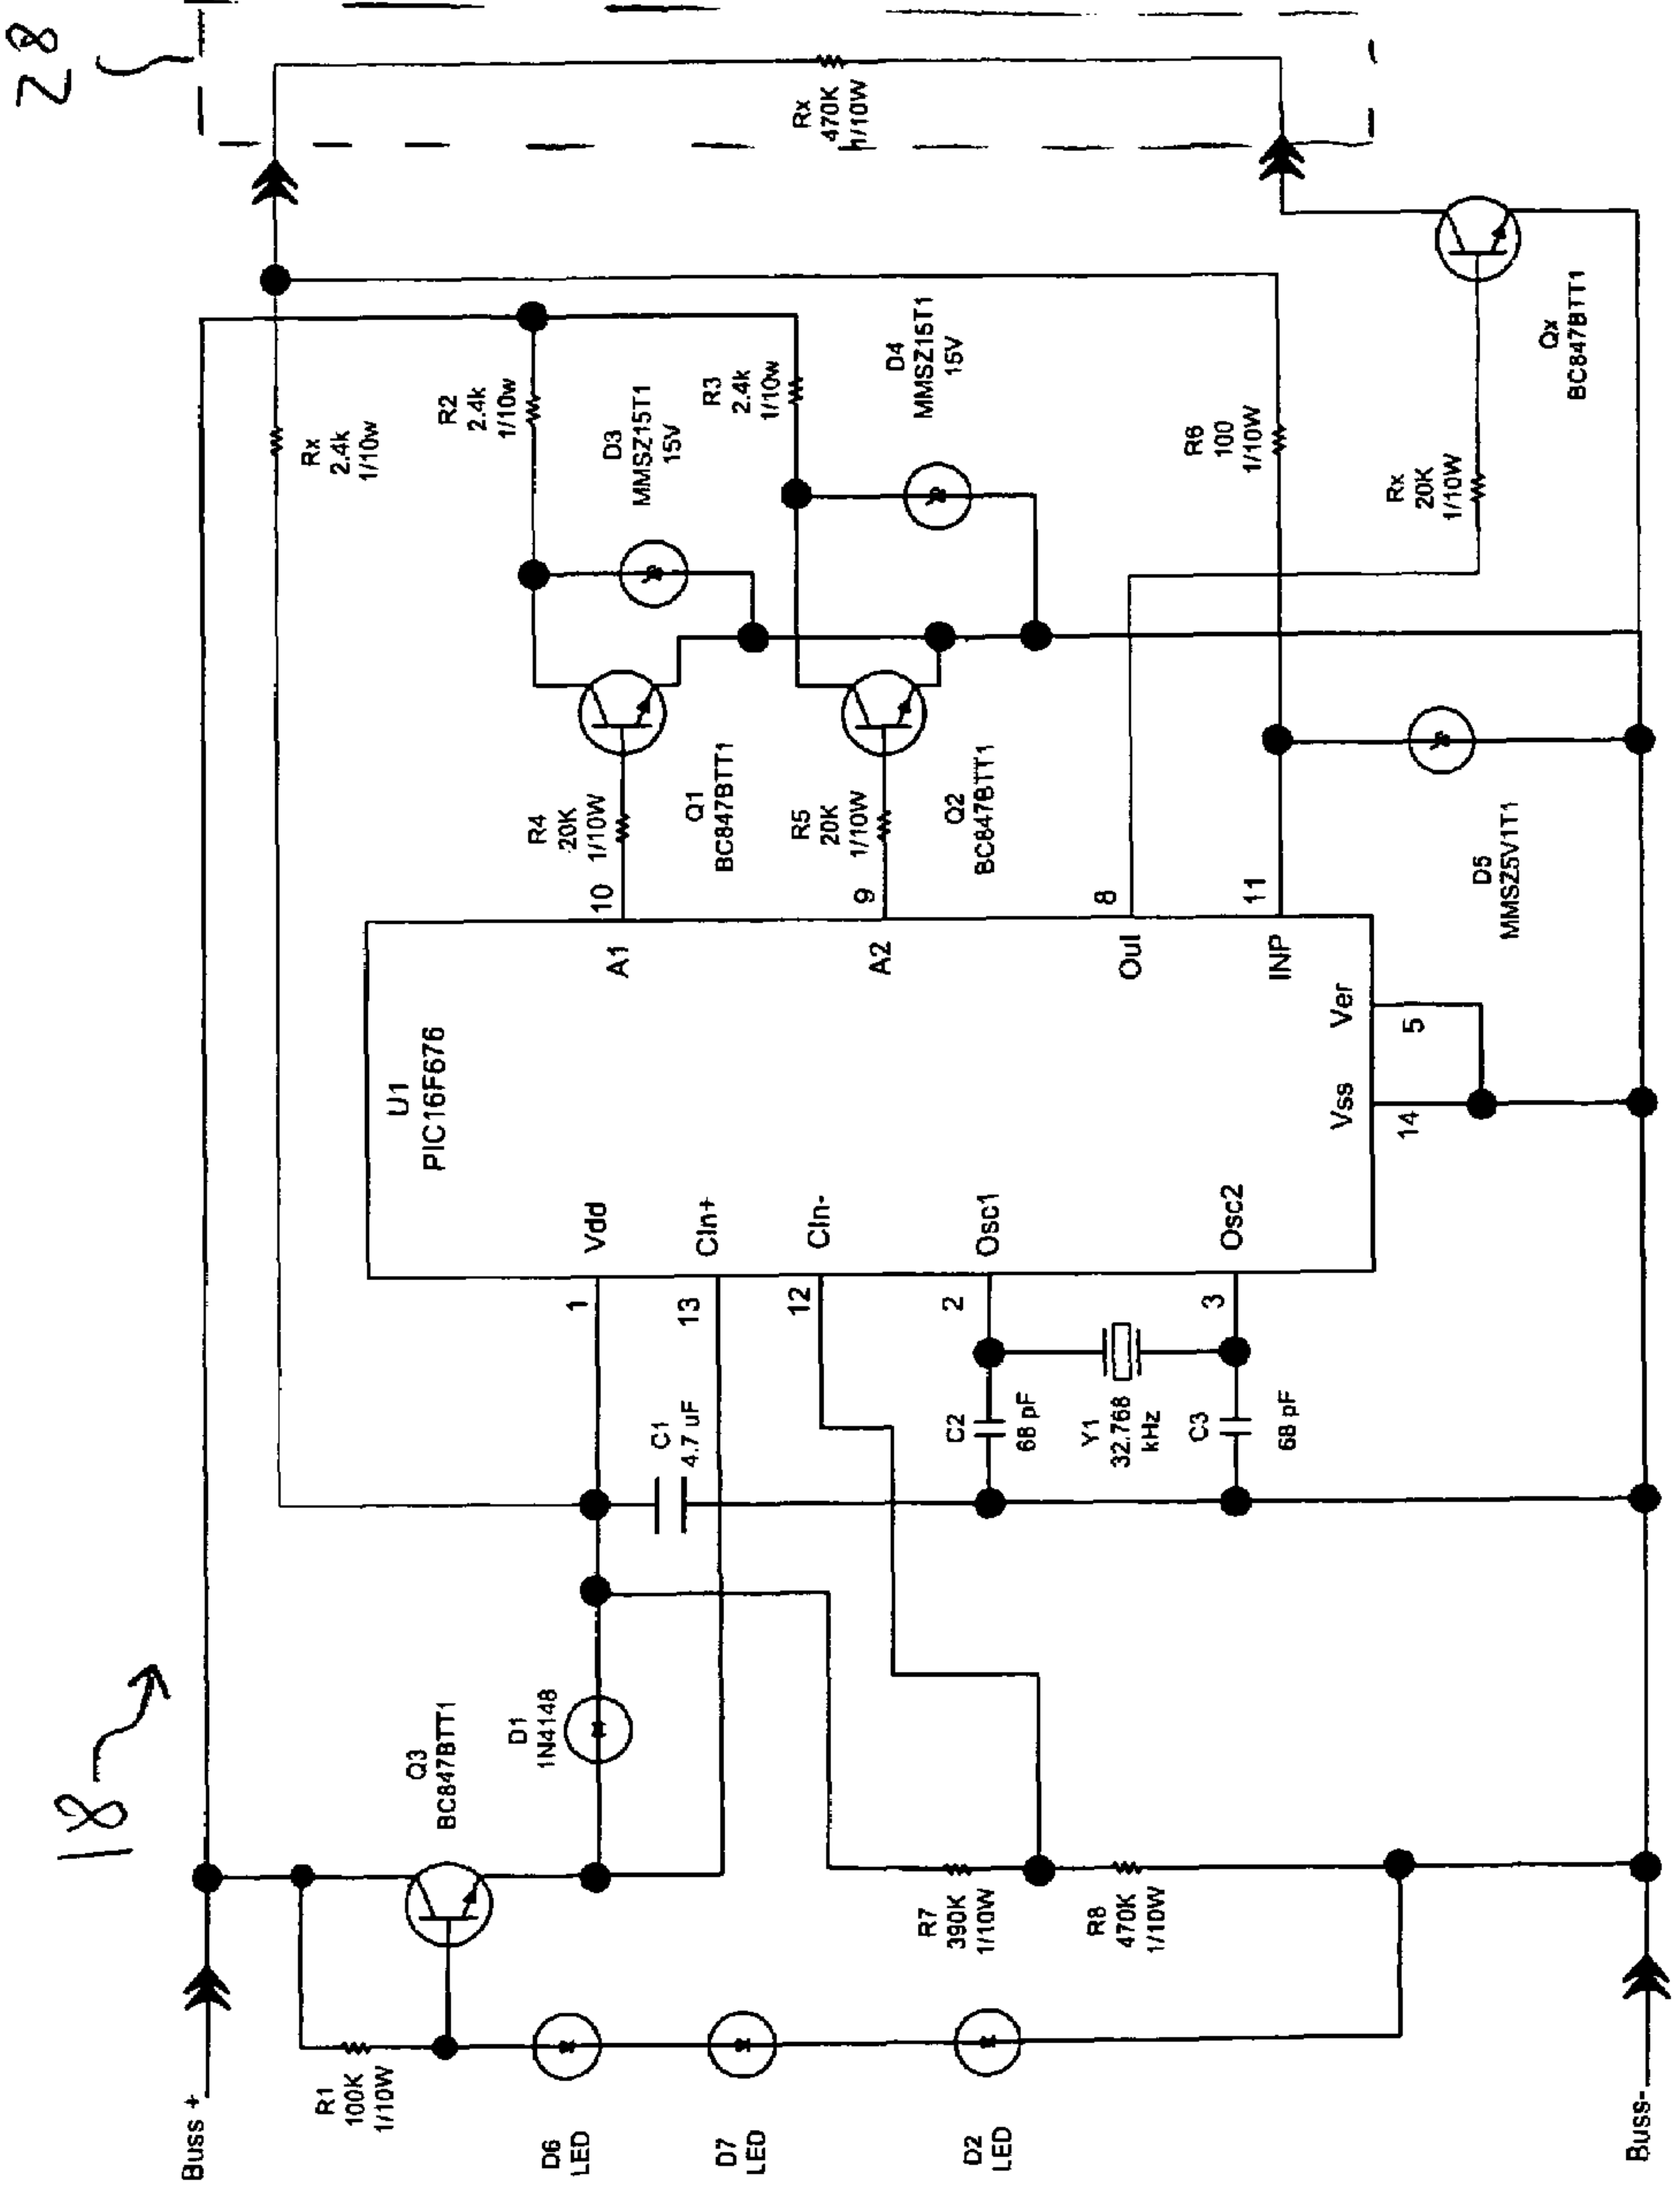 28
18
Buss +
R1
100K
1/10W
D6
LED
D7
LED
D2
LED
Buss-
Q3
BC847BTT1
D1
1N4148
R7
390K
1/10W
R8
470K
1/10W
C1
4.7 uF
C2
68 pF
Y1
32.768
kHz
C3
68 pF
1
13
12
2
3
U1
PIC16F676
Vdd
CIn+
CIn-
Osc1
Osc2
Vss
Ver
14
5
A1
A2
Oul
INP
10
9
8
11
R4
20K
1/10W
Q1
BC847BTT1
R5
20K
1/10W
Q2
BC847BTT1
D5
MMSZ5V1T1
Rx
2.4k
1/10w
R2
2.4k
1/10w
D3
MMSZ15T1
15V
R3
2.4k
1/10w
D4
MMSZ15T1
15V
R6
100
1/10W
Rx
20K
1/10W
Qx
BC847BTT1
Rx
470K
1/10W